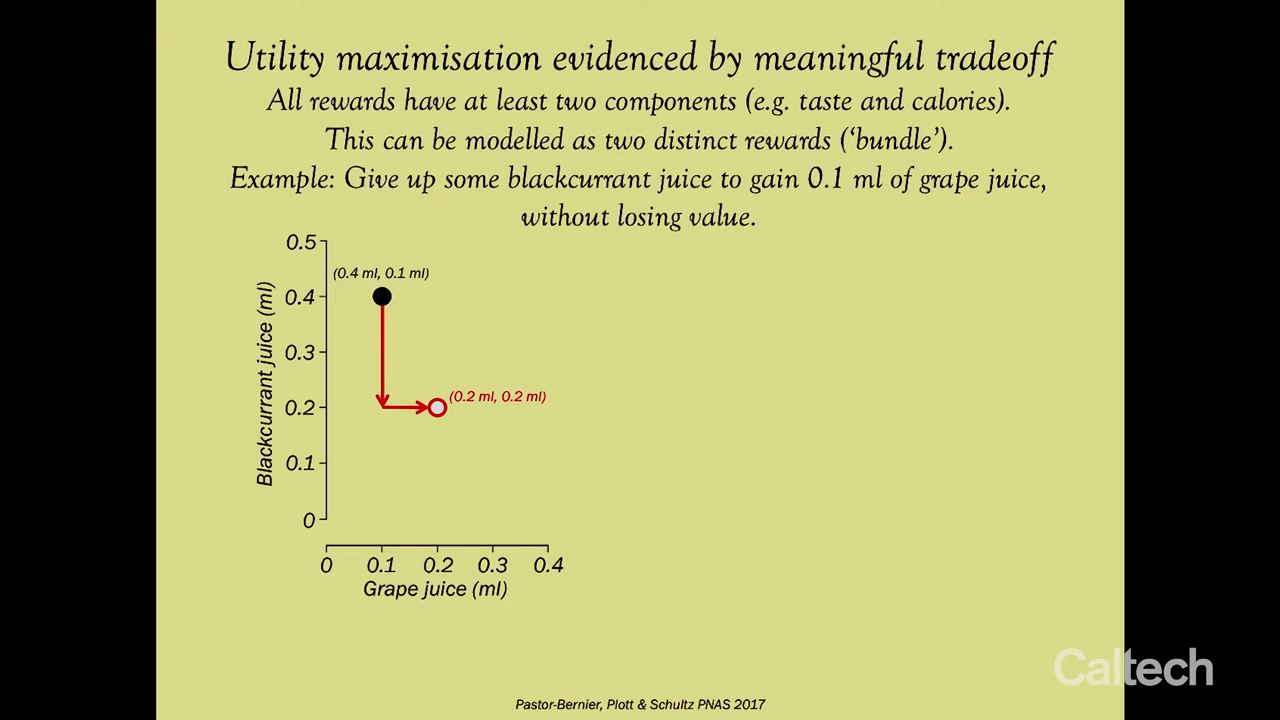 Utility maximisation evidenced by meaningful tradeoff
All rewards have at least two components (e.g. taste and calories).
This can be modelled as two distinct rewards (‘bundle’).
Example: Give up some blackcurrant juice to gain 0.1 ml of grape juice,
without losing value.
0.5
(0.4 ml, 0.1 ml)
0.4
0.3
(0.2 ml, 0.2 ml)
0.2
0.1
0
Blackcurrant juice (ml)
0 0.1 0.2 0.3 0.4
Grape juice (ml)
Caltech
Pastor-Bernier, Plott & Schultz PNAS 2017